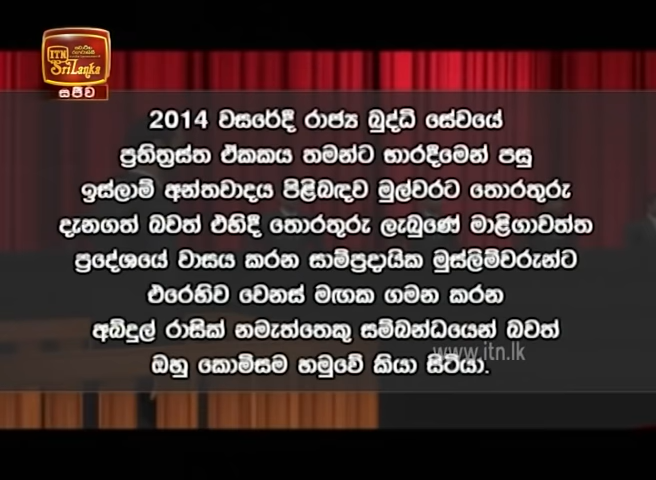 ITN
Sri Lanka
සජීව
2014 වසරේදී රාජ්‍ය බුද්ධි සේවයේ
ප්‍රතිත්‍රස්ත ඒකකය තමන්ට භාරදීමෙන් පසු
ඉස්ලාම් අන්තවාදය පිළිබඳව මුල්වරට තොරතුරු
දැනගත් බවත් එහිදී තොරතුරු ලැබුණේ මාළිගාවත්ත
ප්‍රදේශයේ වාසය කරන සාම්ප්‍රදායික මුස්ලිම්වරුන්ට
එරෙහිව වෙනස් මඟක ගමන් කරන
අබ්දුල් රාසික් නමැත්තෙකු සම්බන්ධයෙන් බවත්
ඔහු කොමිසම හමුවේ කියා සිටියා.
www.itn.lk